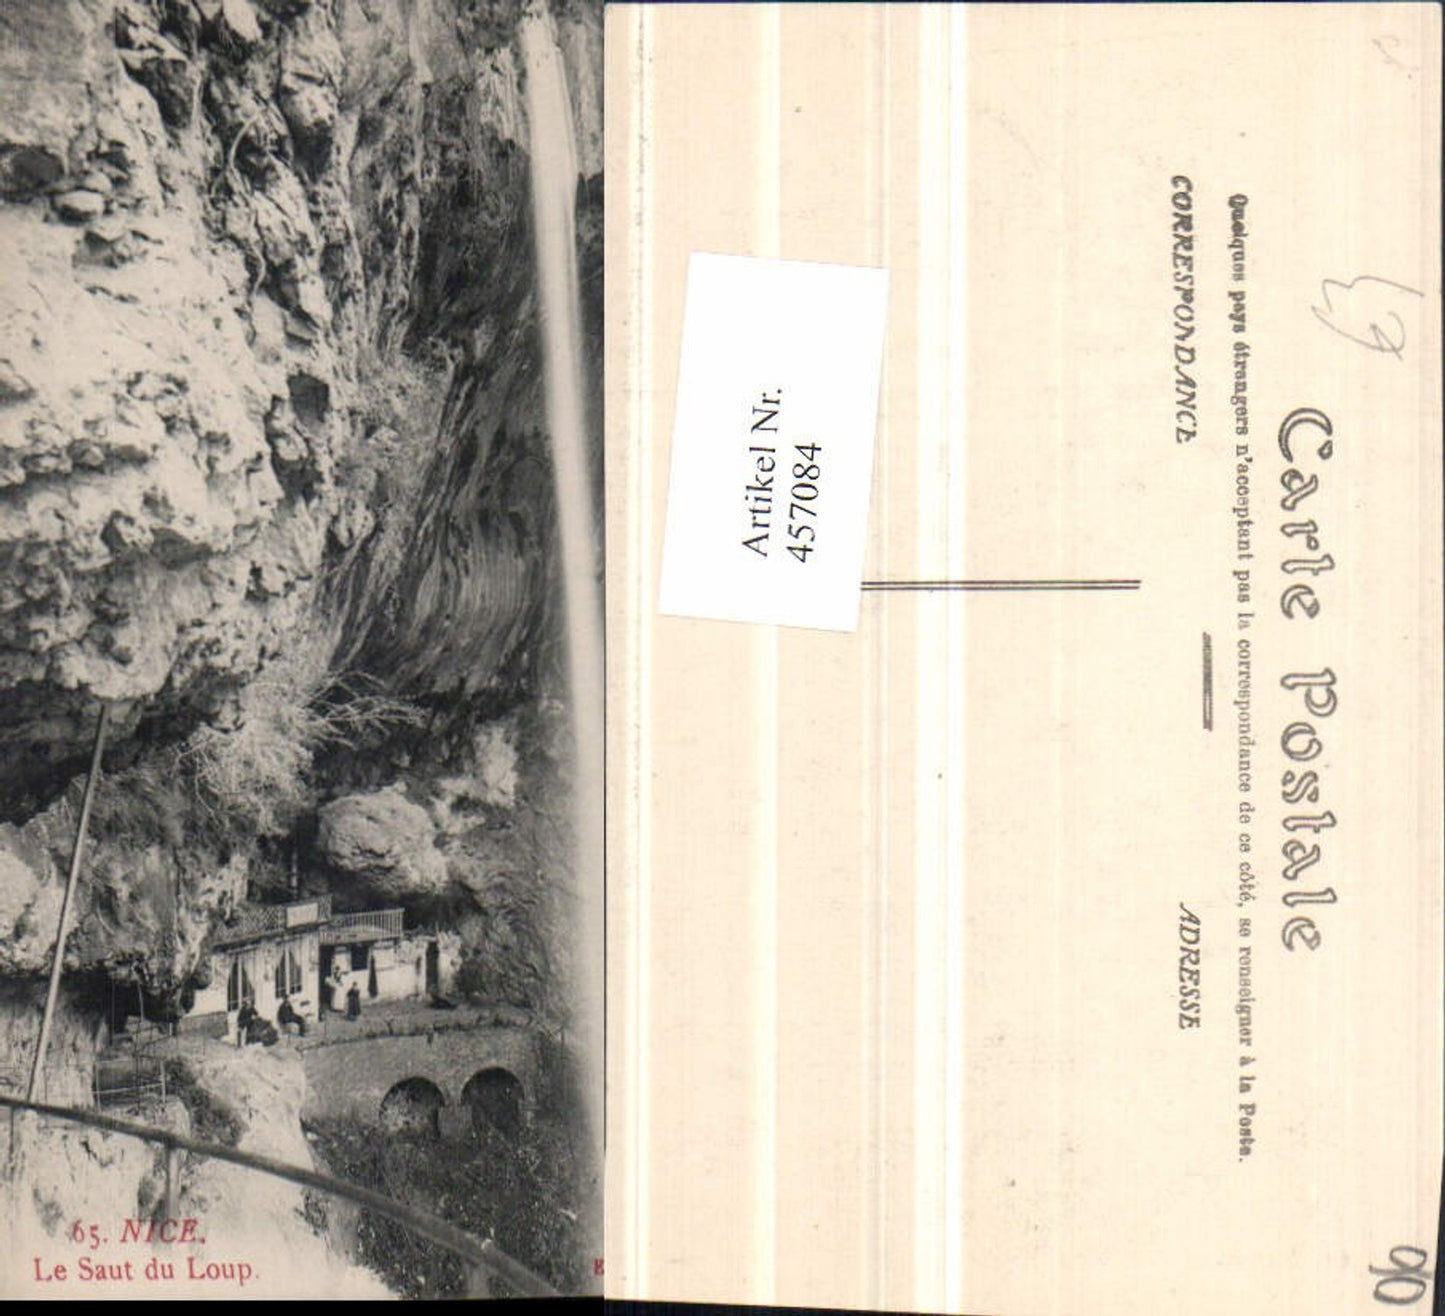 65. NICE.
Le Saut du Loup.
E
Carte Postale
Quelques pays étrangers n'acceptant pas la correspondance de ce côté, se renseigner à la Poste.
CORRESPONDANCE
ADRESSE
Artikel Nr.
457084
90